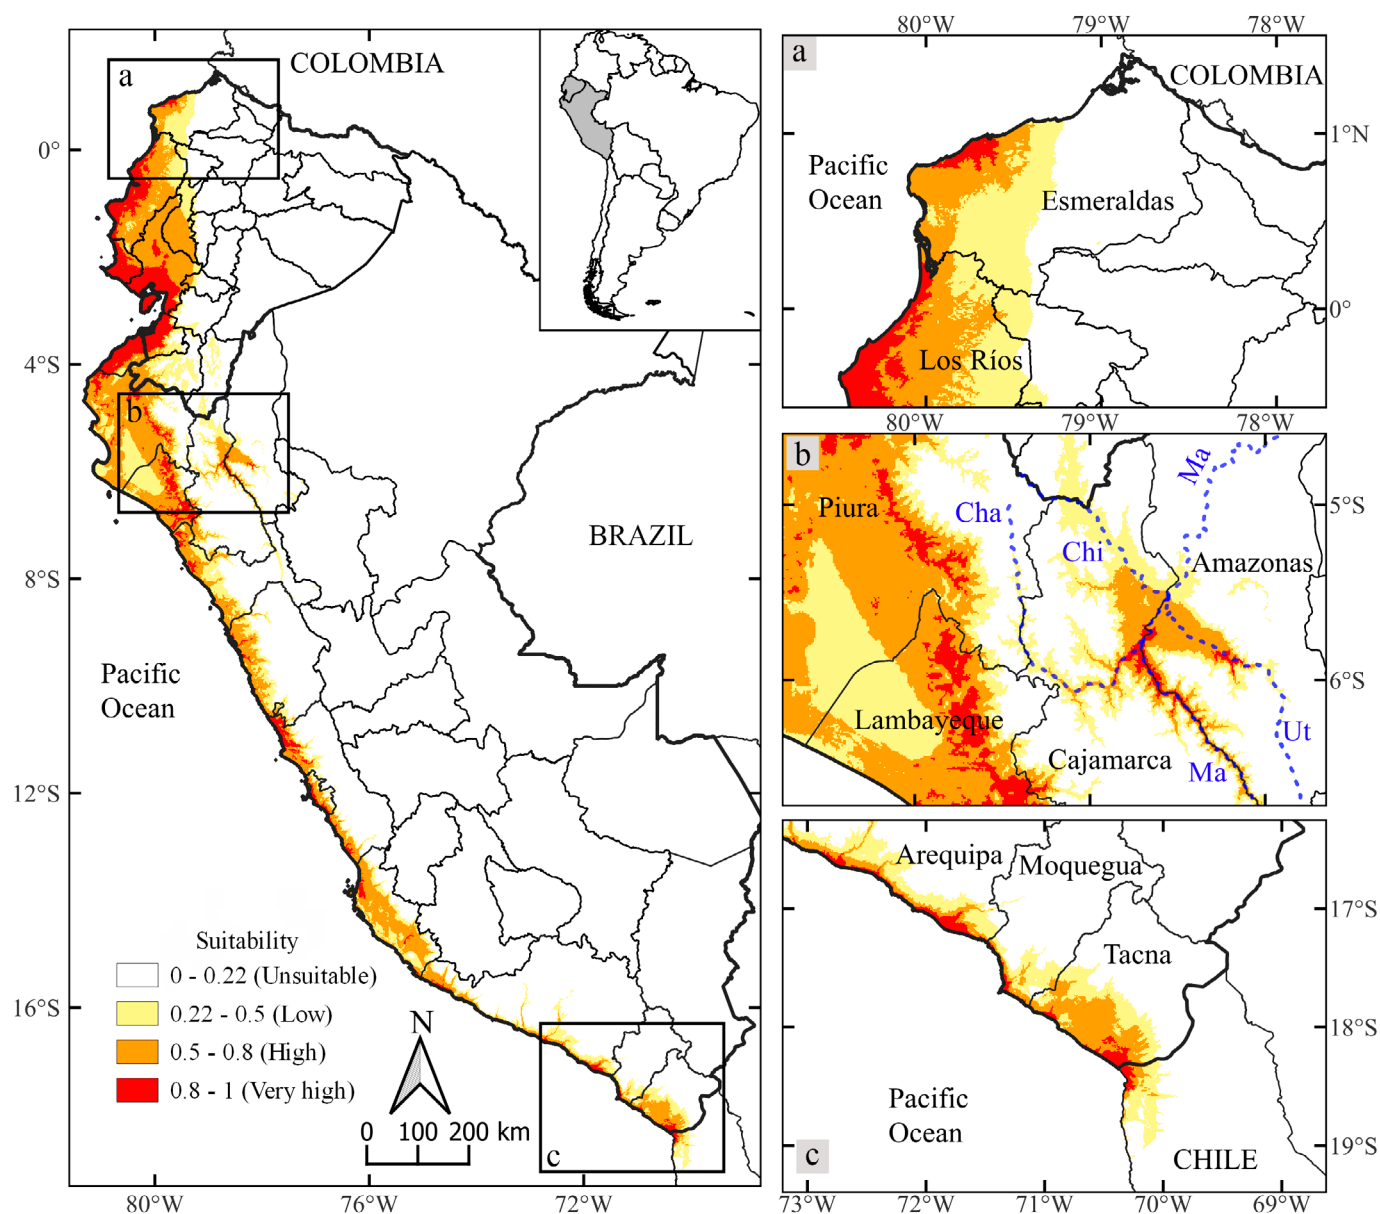 COLOMBIA
a
0°
4°S
b
BRAZIL
8°S
Pacific
Ocean
12°S
Suitability
0 - 0.22 (Unsuitable)
0.22 - 0.5 (Low)
0.5 - 0.8 (High)
0.8 - 1 (Very high)
16°S
N
0 100 200 km
c
80°W 76°W 72°W
80°W 79°W 78°W
a
COLOMBIA
1°N
Pacific
Ocean
Esmeraldas
0°
Los Ríos
80°W 79°W 78°W
b
Ma
Piura
Cha
5°S
Chi
Amazonas
6°S
Lambayeque
Ut
Cajamarca
Ma
Arequipa
Moquegua
17°S
Tacna
18°S
Pacific
Ocean
19°S
c
CHILE
73°W 72°W 71°W 70°W 69°W